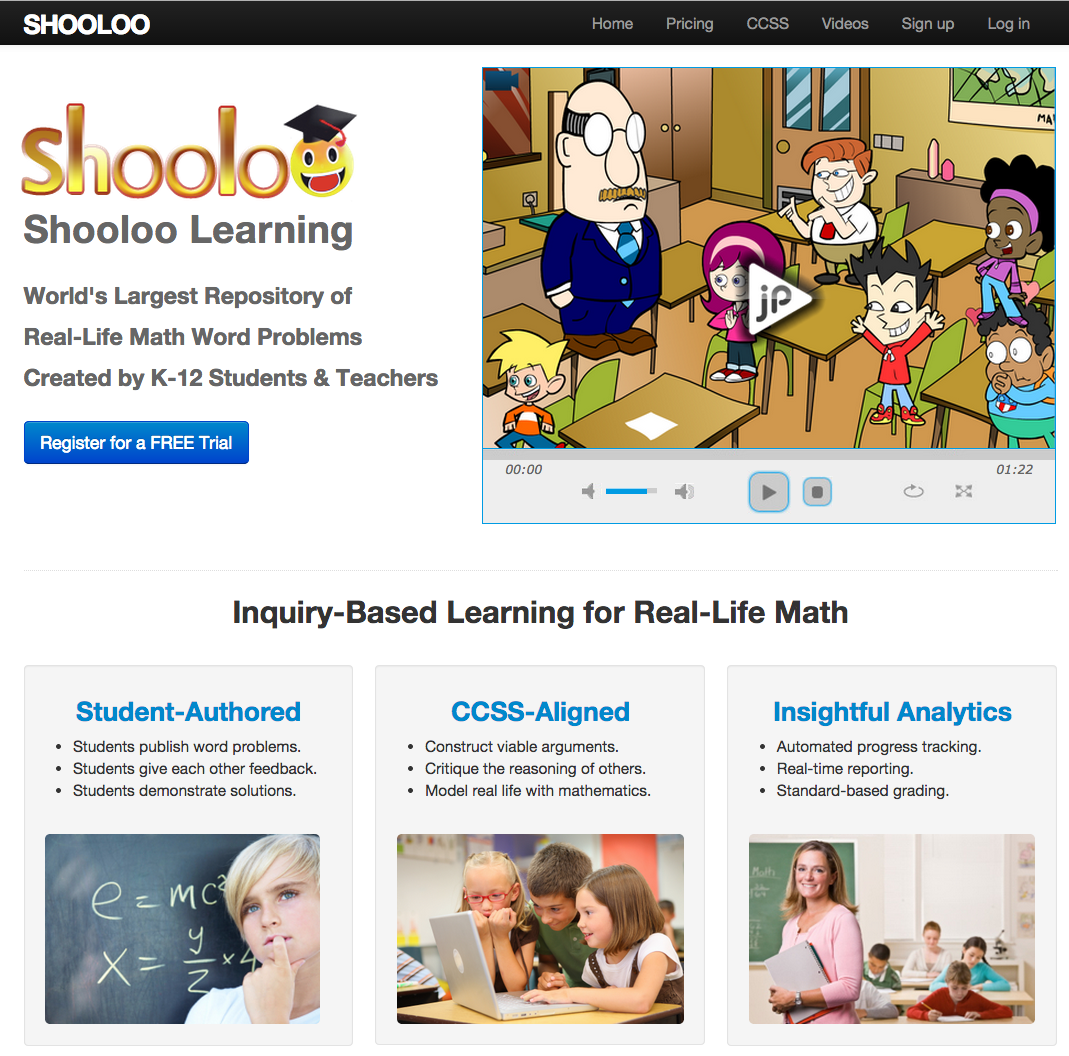 SHOOLOO
Home Pricing CCSS Videos Sign up Log in
Shooloo
Shooloo Learning
World's Largest Repository of
Real-Life Math Word Problems
Created by K-12 Students & Teachers
Register for a FREE Trial
MA
jP
00:00 01:22
Inquiry-Based Learning for Real-Life Math
Student-Authored
• Students publish word problems.
• Students give each other feedback.
• Students demonstrate solutions.
e = mc²
x = y/z × 4
CCSS-Aligned
• Construct viable arguments.
• Critique the reasoning of others.
• Model real life with mathematics.
Insightful Analytics
• Automated progress tracking.
• Real-time reporting.
• Standard-based grading.
Math